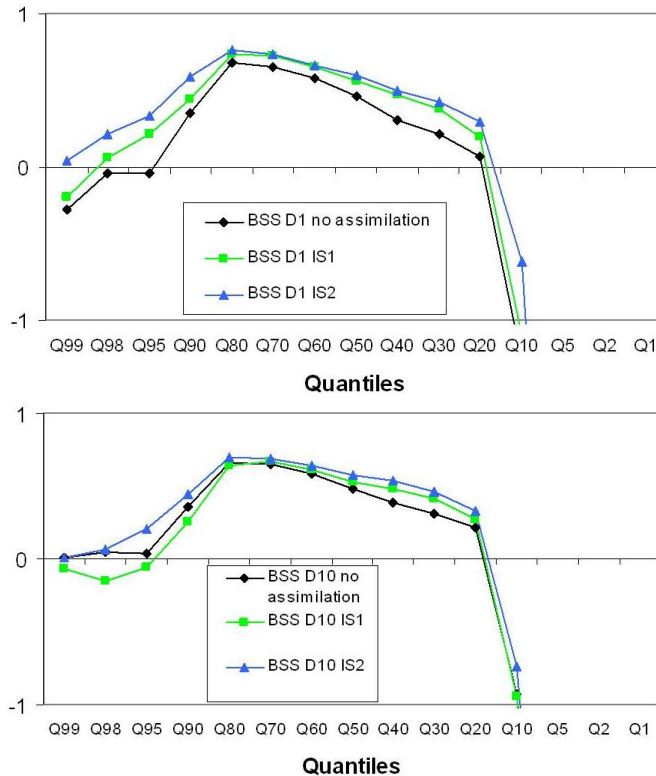 1
0
-1
BSS D1 no assimilation
BSS D1 IS1
BSS D1 IS2
Q99 Q98 Q95 Q90 Q80 Q70 Q60 Q50 Q40 Q30 Q20 Q10 Q5 Q2 Q1
Quantiles
1
0
-1
BSS D10 no
assimilation
BSS D10 IS1
BSS D10 IS2
Q99 Q98 Q95 Q90 Q80 Q70 Q60 Q50 Q40 Q30 Q20 Q10 Q5 Q2 Q1
Quantiles